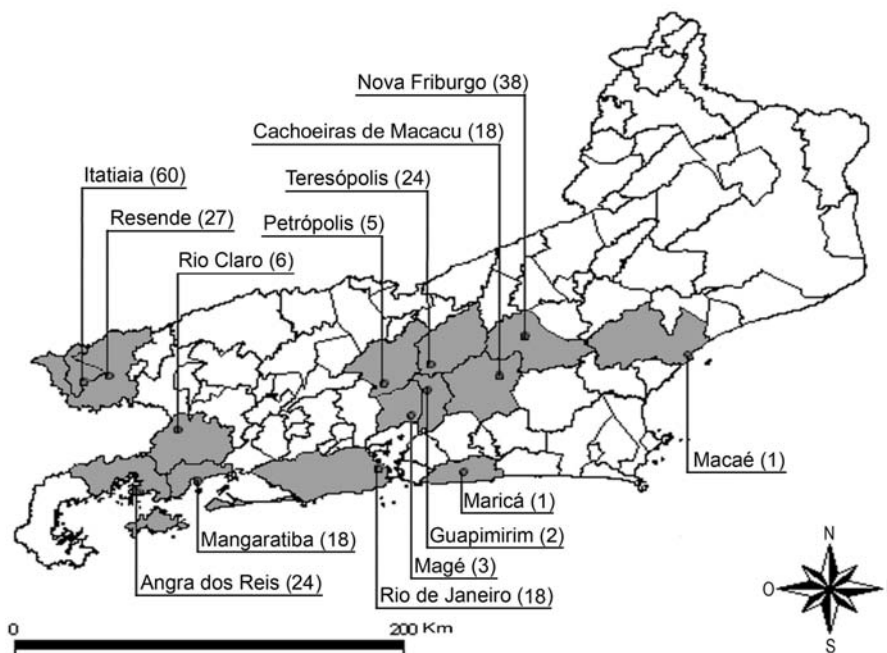 Nova Friburgo (38)
Cachoeiras de Macacu (18)
Itatiaia (60)
Teresópolis (24)
Resende (27)
Petrópolis (5)
Rio Claro (6)
Macaé (1)
Maricá (1)
Guapimirim (2)
Mangaratiba (18)
Magé (3)
Angra dos Reis (24)
Rio de Janeiro (18)
N
O
S
0
200 Km